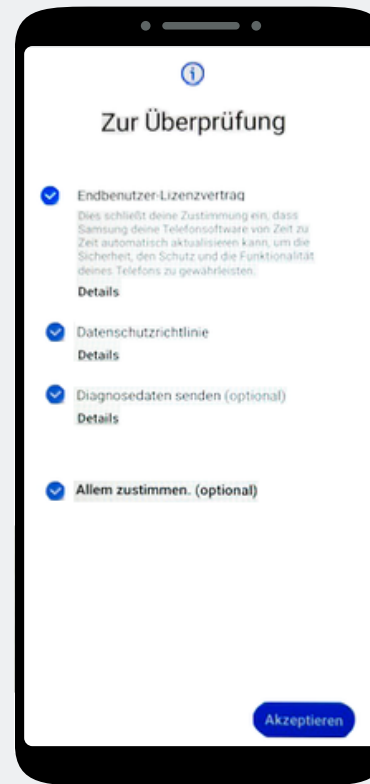 Zur Überprüfung
Endbenutzer-Lizenzvertrag
Dies schließt deine Zustimmung ein, dass
Samsung deine Telefonsoftware von Zeit zu
Zeit automatisch aktualisieren kann, um die
Sicherheit, den Schutz und die Funktionalität
deines Telefons zu gewährleisten.
Details
Datenschutzrichtlinie
Details
Diagnosedaten senden (optional)
Details
Allem zustimmen. (optional)
Akzeptieren